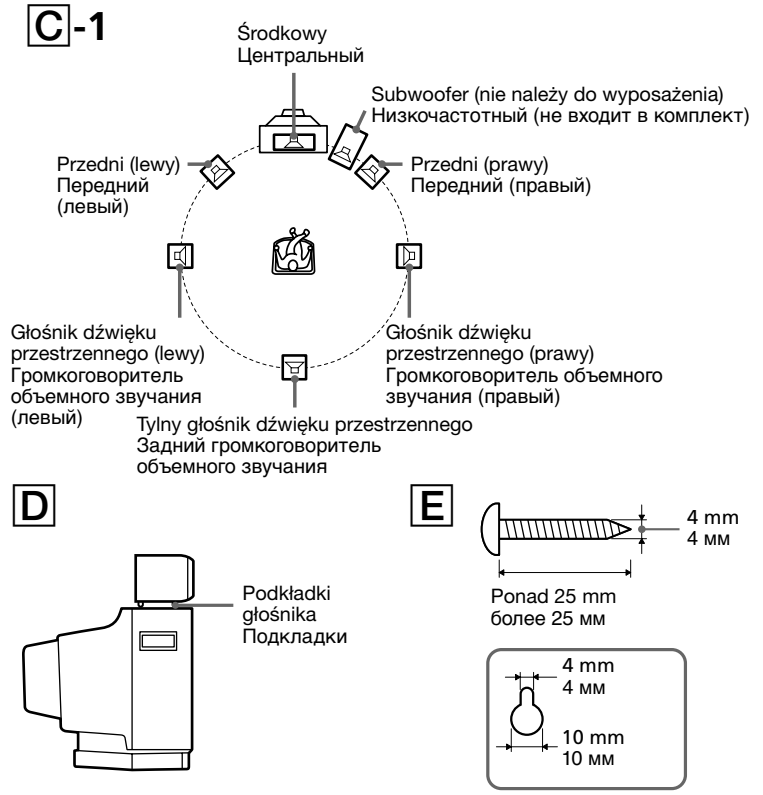 C-1
Środkowy
Центральный
Subwoofer (nie należy do wyposażenia)
Низкочастотный (не входит в комплект)
Przedni (lewy)
Передний
(левый)
Przedni (prawy)
Передний (правый)
Głośnik dźwięku
przestrzennego (lewy)
Громкоговоритель
объемного звучания
(левый)
Głośnik dźwięku
przestrzennego (prawy)
Громкоговоритель объемного
звучания (правый)
Tylny głośnik dźwięku przestrzennego
Задний громкоговоритель
объемного звучания
D
Podkładki
głośnika
Подкладки
E
4 mm
4 мм
Ponad 25 mm
более 25 мм
4 mm
4 мм
10 mm
10 мм